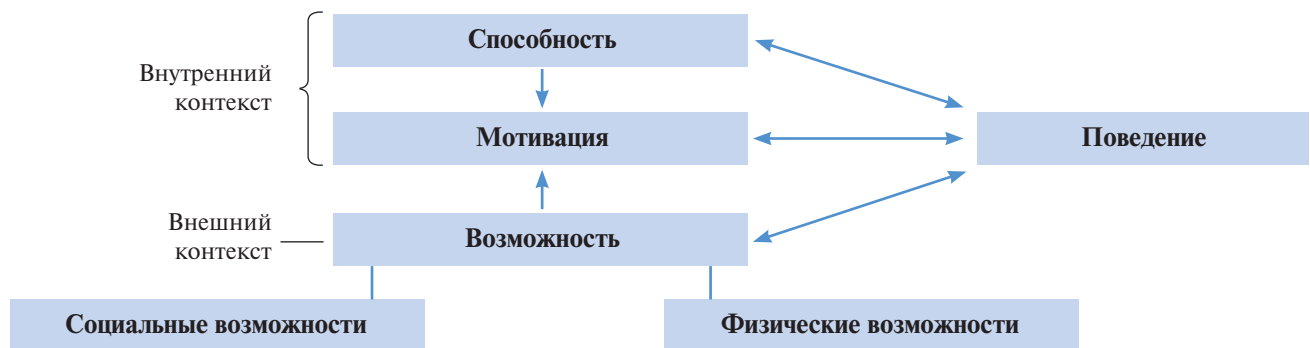 Способность
Внутренний
контекст
Мотивация
Поведение
Внешний
контекст
Возможность
Социальные возможности
Физические возможности